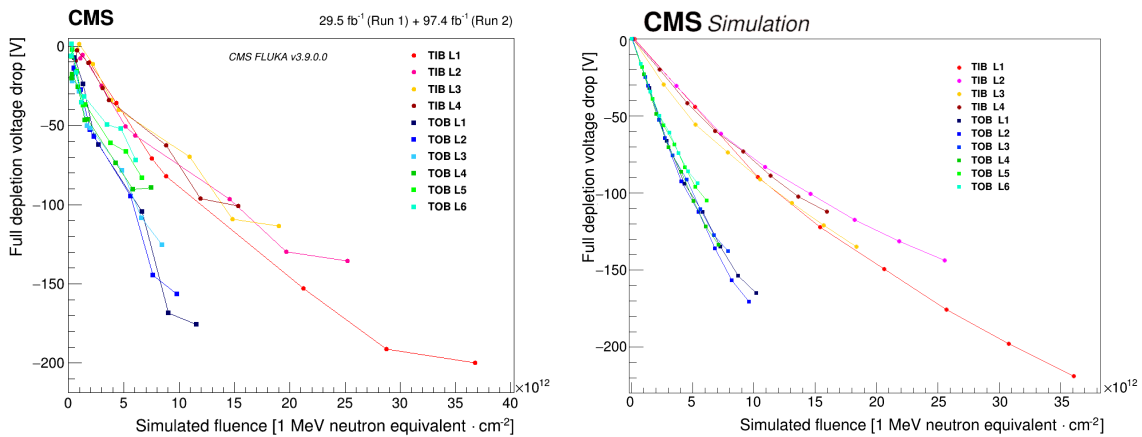 CMS
29.5 fb⁻¹ (Run 1) + 97.4 fb⁻¹ (Run 2)
CMS FLUKA v3.9.0.0
Full depletion voltage drop [V]
0
−50
−100
−150
−200
TIB L1
TIB L2
TIB L3
TIB L4
TOB L1
TOB L2
TOB L3
TOB L4
TOB L5
TOB L6
0 5 10 15 20 25 30 35 40
×10¹²
Simulated fluence [1 MeV neutron equivalent · cm⁻²]
CMS Simulation
Full depletion voltage drop [V]
0
−50
−100
−150
−200
TIB L1
TIB L2
TIB L3
TIB L4
TOB L1
TOB L2
TOB L3
TOB L4
TOB L5
TOB L6
0 5 10 15 20 25 30 35
×10¹²
Simulated fluence [1 MeV neutron equivalent · cm⁻²]